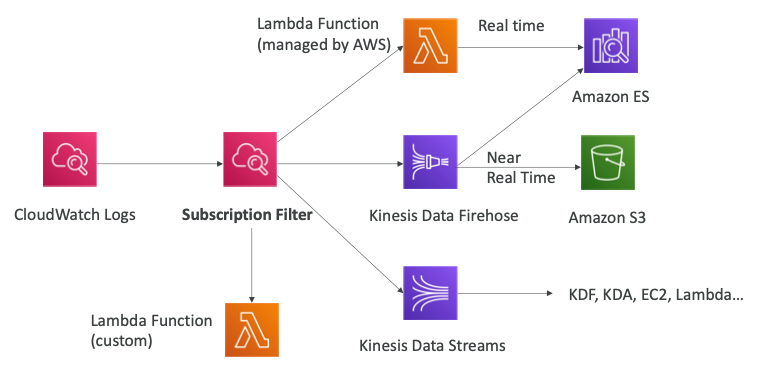 Lambda Function
(managed by AWS)
Real time
Amazon ES
CloudWatch Logs
Subscription Filter
Kinesis Data Firehose
Near
Real Time
Amazon S3
Lambda Function
(custom)
Kinesis Data Streams
KDF, KDA, EC2, Lambda...